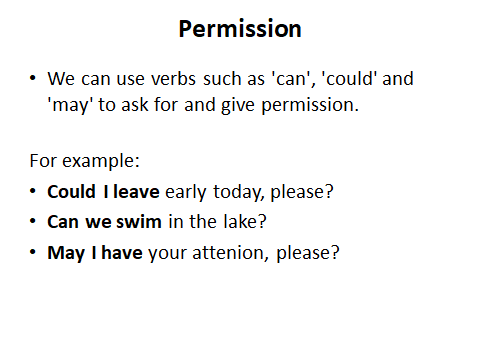 Permission
• We can use verbs such as 'can', 'could' and
'may' to ask for and give permission.
For example:
• Could I leave early today, please?
• Can we swim in the lake?
• May I have your attenion, please?